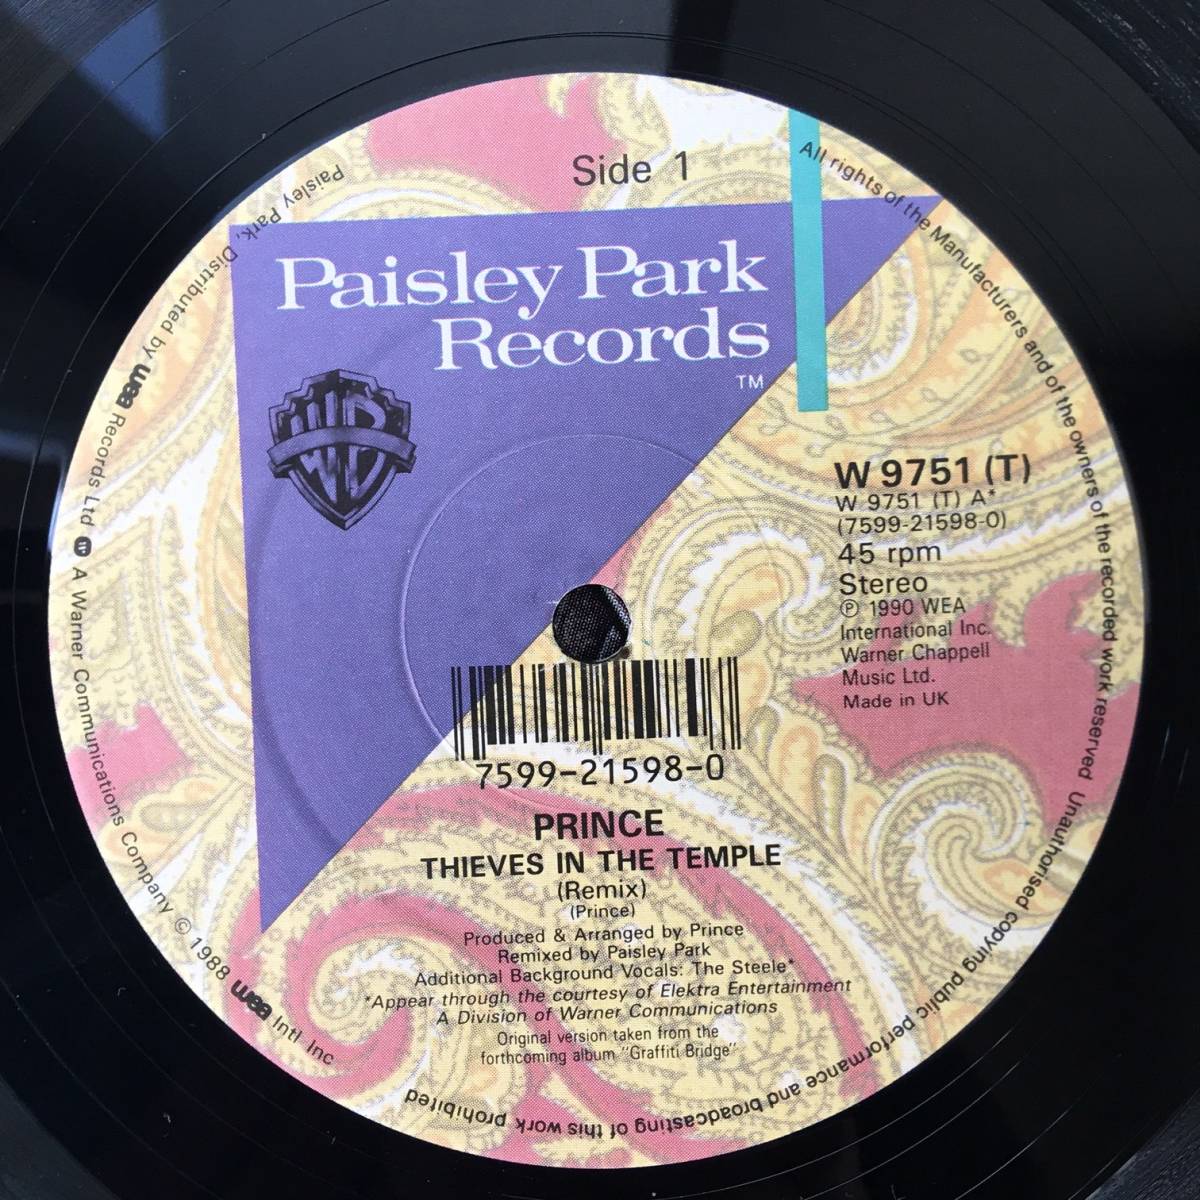 Side 1
Paisley Park
Records
TM
WB
W 9751 (T)
W 9751 (T) A*
(7599-21598-0)
45 rpm
Stereo
℗ 1990 WEA
International Inc.
Warner Chappell
Music Ltd.
Made in UK
7599-21598-0
PRINCE
THIEVES IN THE TEMPLE
(Remix)
(Prince)
Produced & Arranged by Prince
Remixed by Paisley Park
Additional Background Vocals: The Steele*
*Appear through the courtesy of Elektra Entertainment
A Division of Warner Communications
Original version taken from the
forthcoming album "Graffiti Bridge"
All rights of the Manufacturers and of the owners of the recorded work reserved Unauthorised copying public performance and broadcasting of this work prohibited
Paisley Park, Distributed by wea Records Ltd A Warner Communications Company © 1988 wea Intl Inc